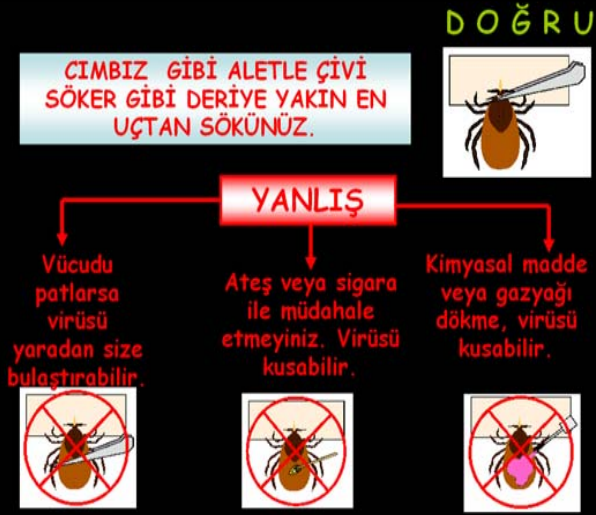 D O Ğ R U
CIMBIZ GİBİ ALETLE ÇİVİ
SÖKER GİBİ DERİYE YAKIN EN
UÇTAN SÖKÜNÜZ.
YANLIŞ
Vücudu
patlarsa
virüsü
yaradan size
bulaştırabilir.
Ateş veya sigara
ile müdahale
etmeyiniz. Virüsü
kusabilir.
Kimyasal madde
veya gazyağı
dökme, virüsü
kusabilir.